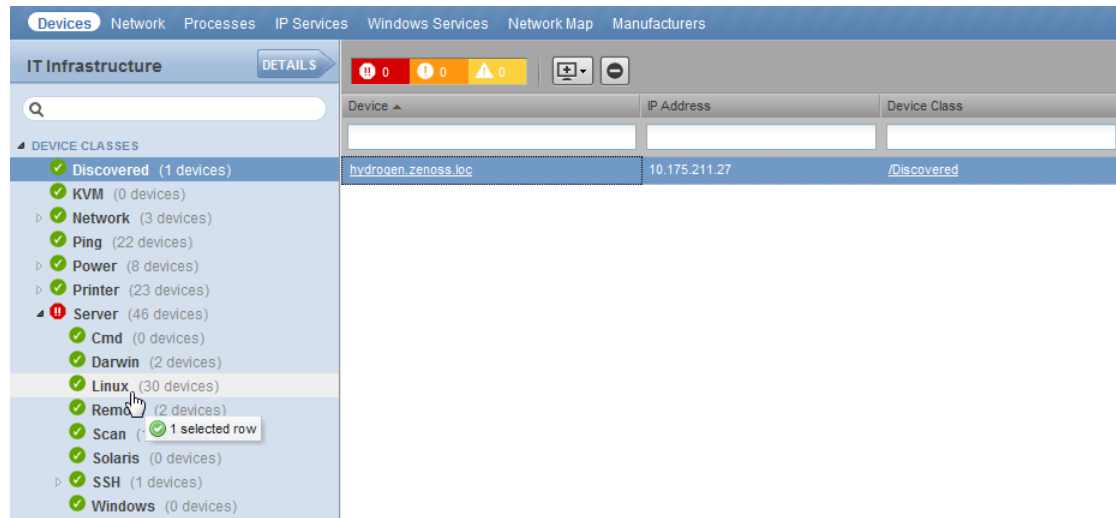 Devices Network Processes IP Services Windows Services Network Map Manufacturers
IT Infrastructure DETAILS
0 0 0
Device IP Address Device Class
DEVICE CLASSES
Discovered (1 devices)
hydrogen.zenoss.loc 10.175.211.27 /Discovered
KVM (0 devices)
Network (3 devices)
Ping (22 devices)
Power (8 devices)
Printer (23 devices)
Server (46 devices)
Cmd (0 devices)
Darwin (2 devices)
Linux (30 devices)
(2 devices)
1 selected row
Scan
Solaris (0 devices)
SSH (1 devices)
Windows (0 devices)